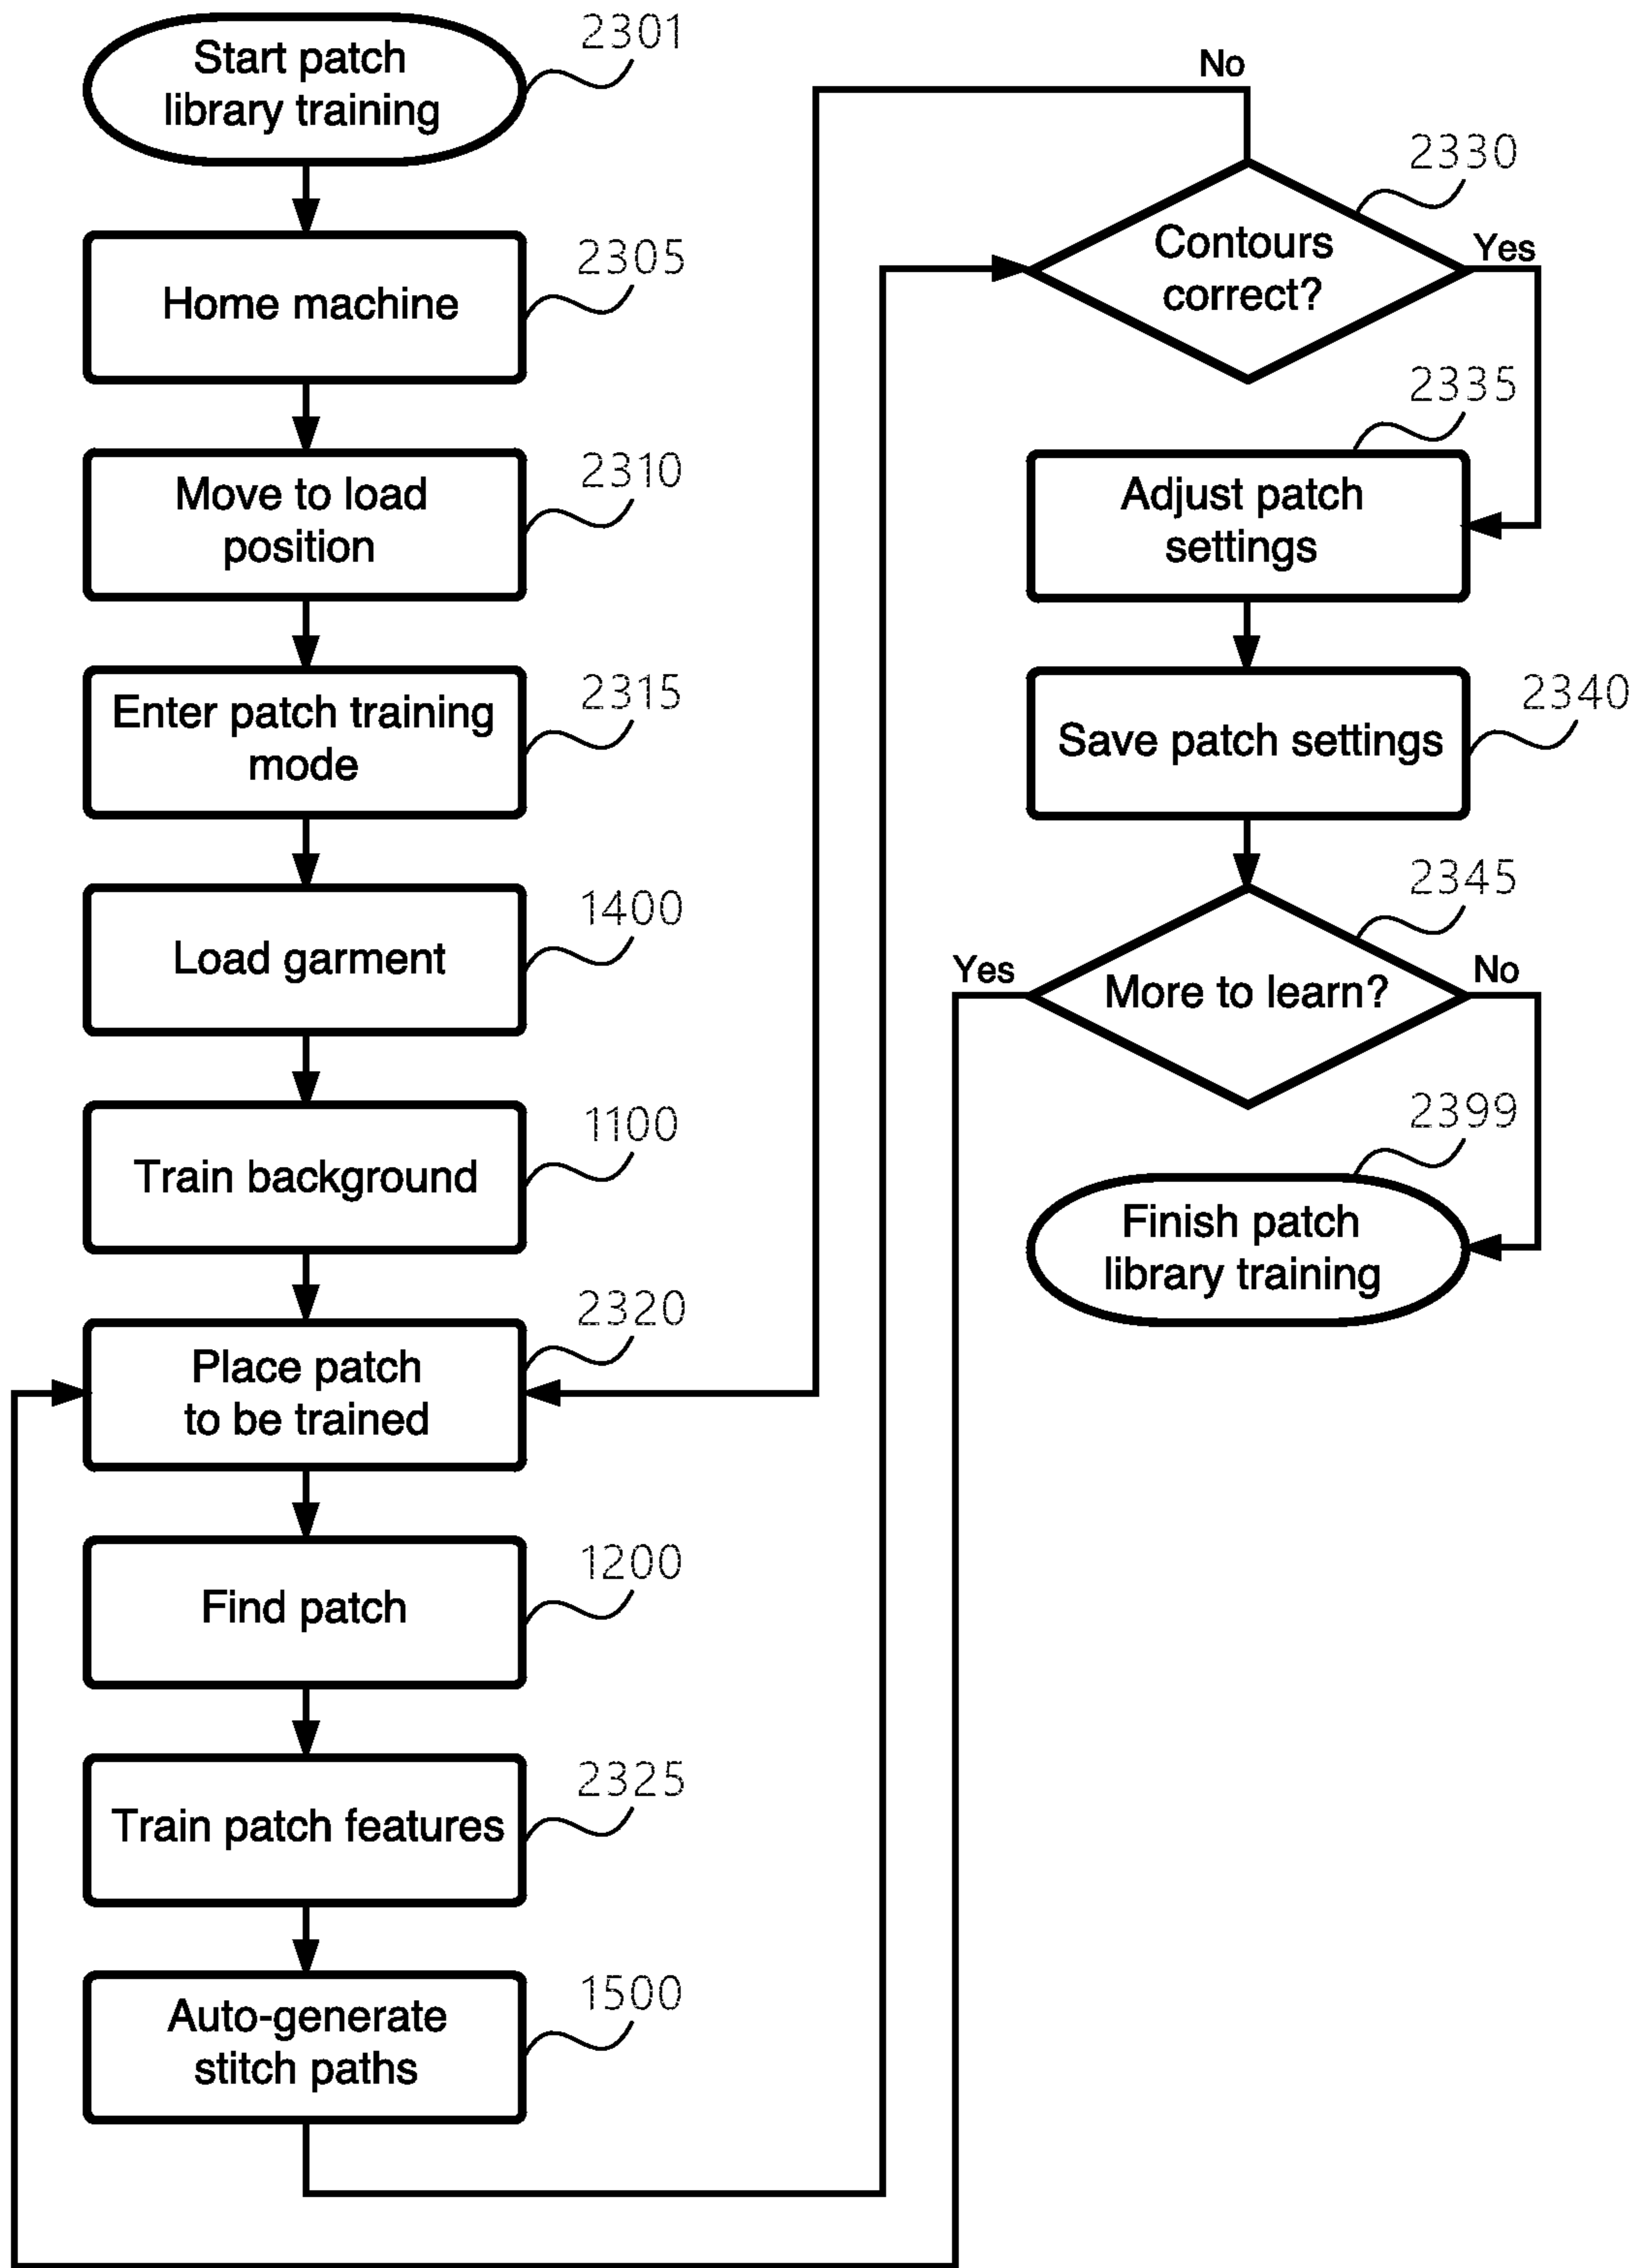 Start patch
library training
2301
Home machine
2305
Move to load
position
2310
Enter patch training
mode
2315
Load garment
1400
Train background
1100
Place patch
to be trained
2320
Find patch
1200
Train patch features
2325
Auto-generate
stitch paths
1500
No
2330
Contours
correct?
Yes
2335
Adjust patch
settings
2340
Save patch settings
2345
Yes
More to learn?
No
2399
Finish patch
library training